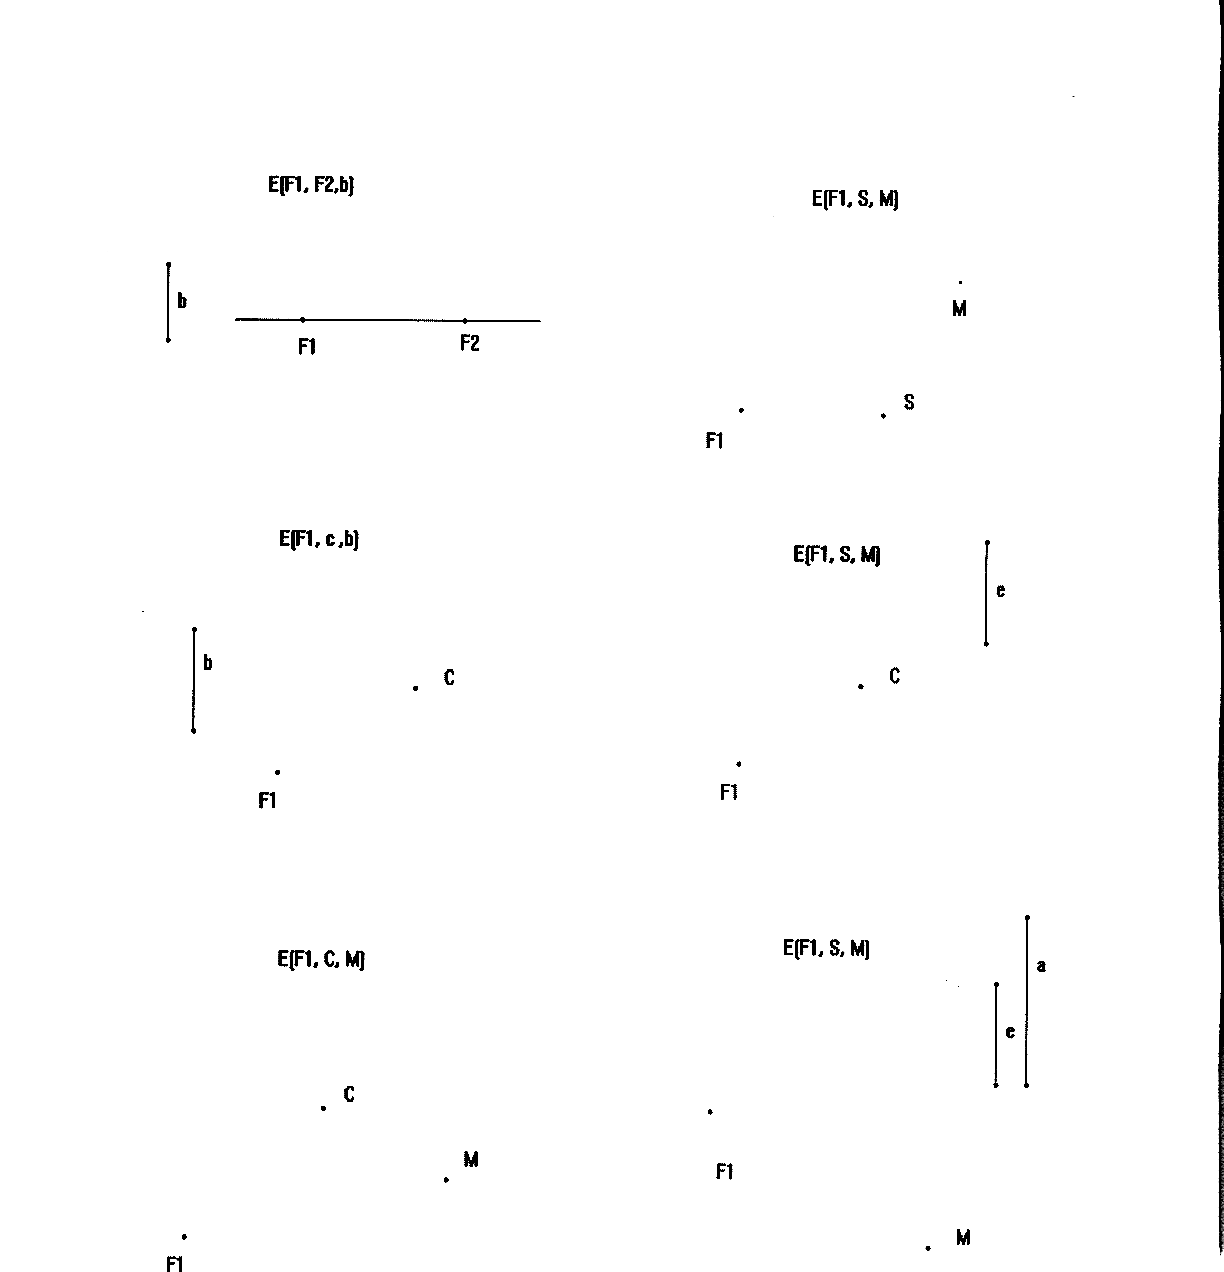 E(F1, F2,b)
b
F1
F2
E(F1, S, M)
M
S
F1
E(F1, c ,b)
b
C
F1
E(F1, S, M)
e
C
F1
E(F1, C, M)
C
M
F1
E(F1, S, M)
a
e
F1
M